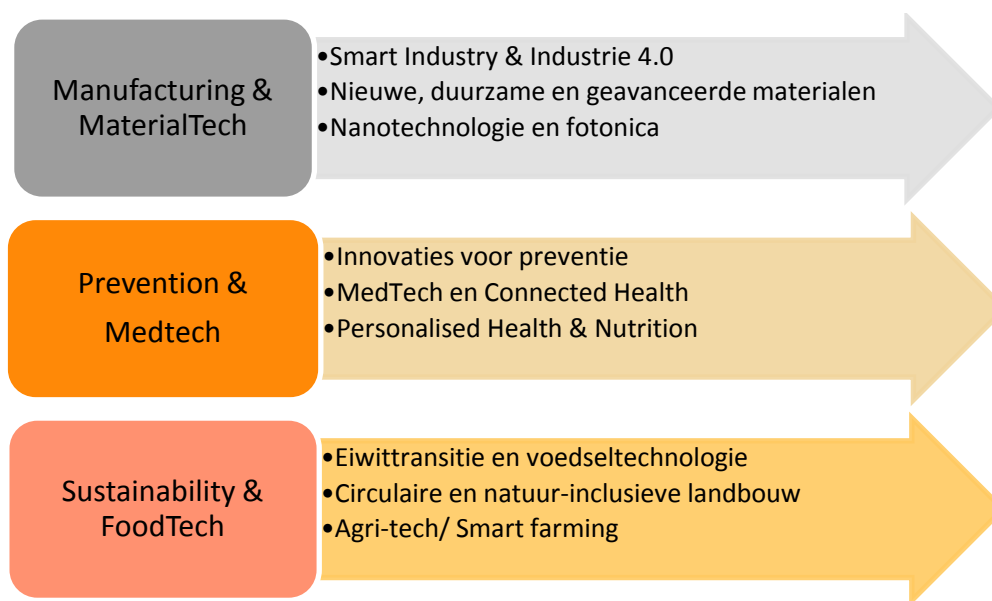 Manufacturing &
MaterialTech
•Smart Industry & Industrie 4.0
•Nieuwe, duurzame en geavanceerde materialen
•Nanotechnologie en fotonica
Prevention &
Medtech
•Innovaties voor preventie
•MedTech en Connected Health
•Personalised Health & Nutrition
Sustainability &
FoodTech
•Eiwittransitie en voedseltechnologie
•Circulaire en natuur-inclusieve landbouw
•Agri-tech/ Smart farming